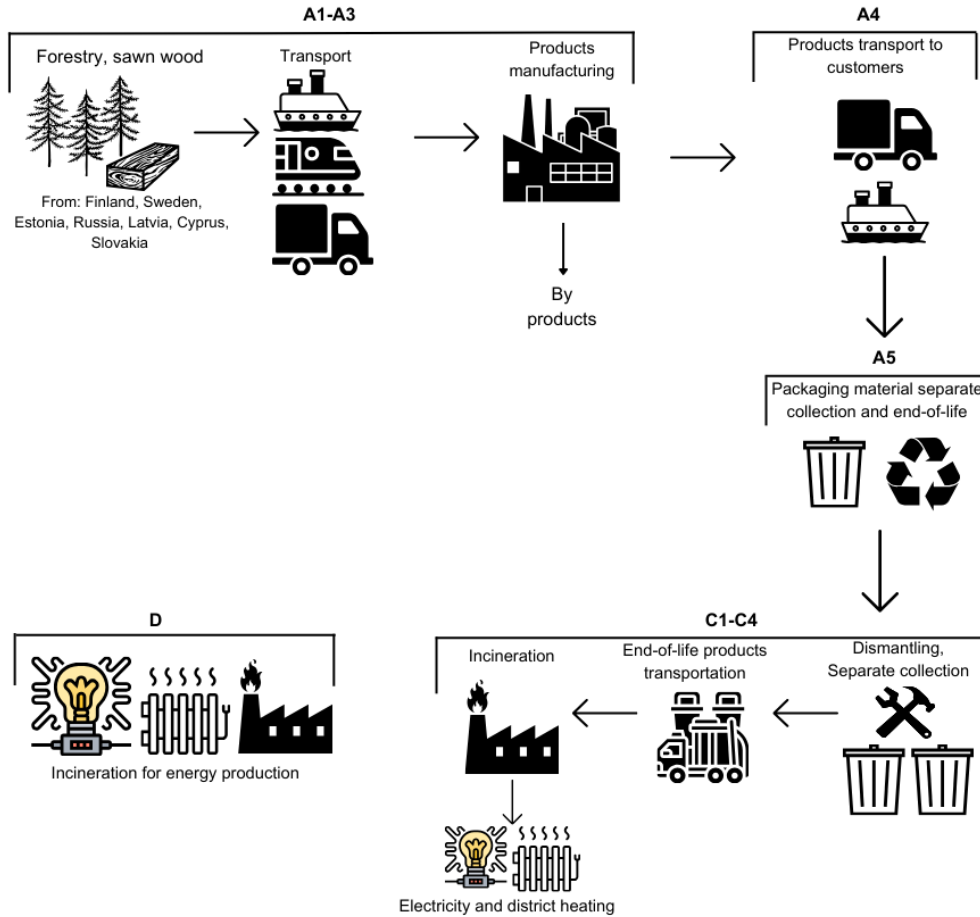 A1-A3
Forestry, sawn wood
From: Finland, Sweden,
Estonia, Russia, Latvia, Cyprus,
Slovakia
Transport
Products
manufacturing
By
products
A4
Products transport to
customers
A5
Packaging material separate
collection and end-of-life
C1-C4
Dismantling,
Separate collection
End-of-life products
transportation
Incineration
Electricity and district heating
D
Incineration for energy production